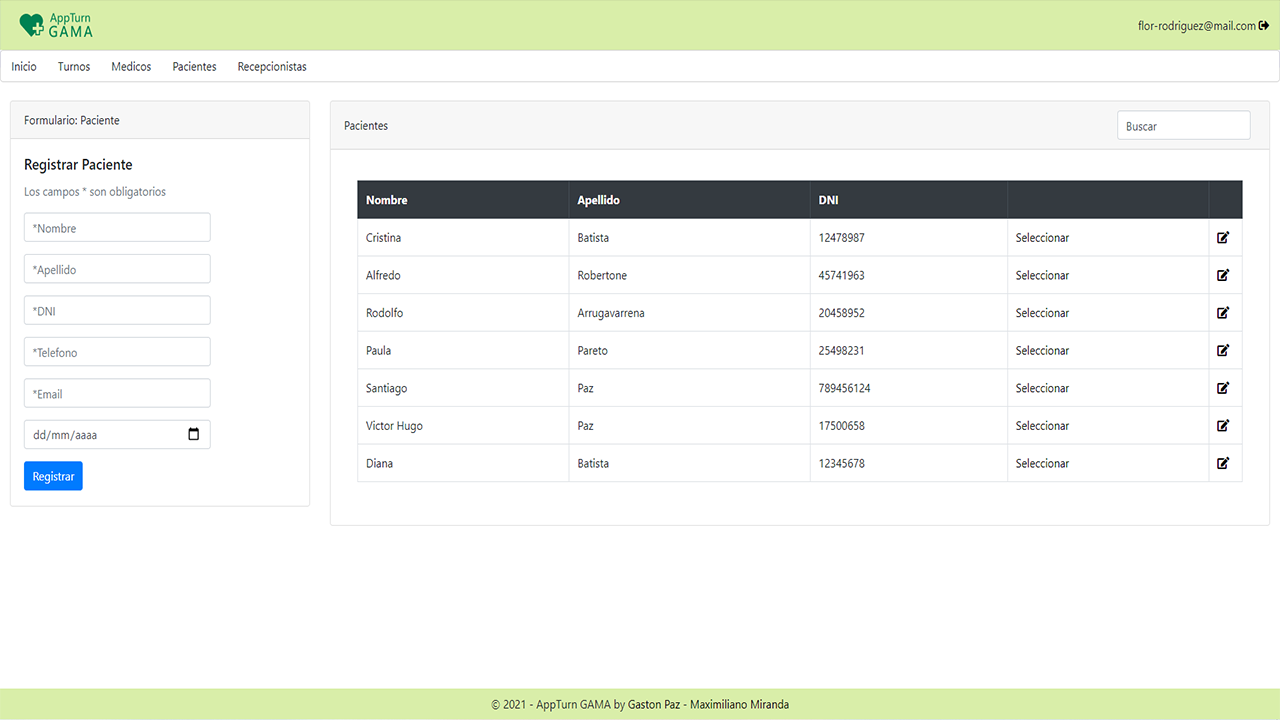 AppTurn
GAMA
flor-rodriguez@mail.com
Inicio Turnos Medicos Pacientes Recepcionistas
Formulario: Paciente
Registrar Paciente
Los campos * son obligatorios
*Nombre
*Apellido
*DNI
*Telefono
*Email
dd/mm/aaaa
Registrar
Pacientes Buscar
Nombre Apellido DNI
Cristina Batista 12478987 Seleccionar
Alfredo Robertone 45741963 Seleccionar
Rodolfo Arrugavarrena 20458952 Seleccionar
Paula Pareto 25498231 Seleccionar
Santiago Paz 789456124 Seleccionar
Victor Hugo Paz 17500658 Seleccionar
Diana Batista 12345678 Seleccionar
© 2021 - AppTurn GAMA by Gaston Paz - Maximiliano Miranda